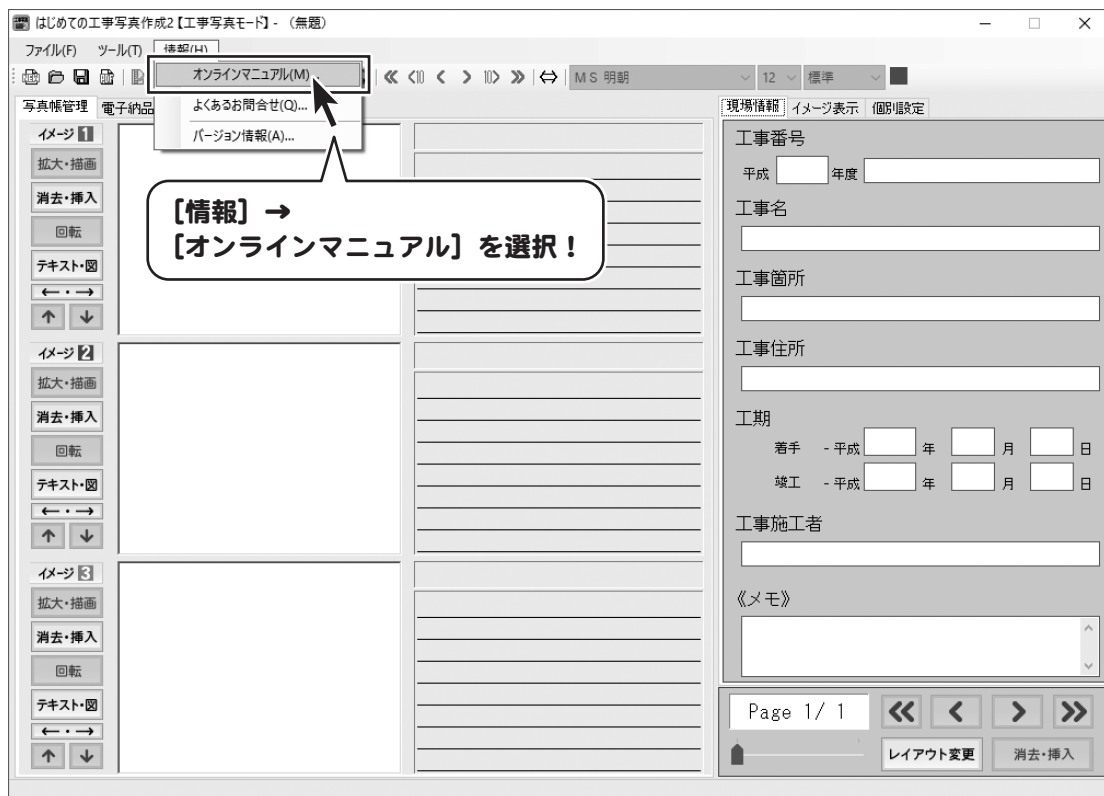 はじめての工事写真作成2【工事写真モード】 - （無題）
ファイル(F) ツール(T) 情報(H)
オンラインマニュアル(M)...
よくあるお問合せ(Q)...
バージョン情報(A)...
ＭＳ 明朝 12 標準
写真帳管理 電子納品
[情報] →
[オンラインマニュアル] を選択！
イメージ 1
拡大・描画
消去・挿入
回転
テキスト・図
←・→
↑ ↓
イメージ 2
拡大・描画
消去・挿入
回転
テキスト・図
←・→
↑ ↓
イメージ 3
拡大・描画
消去・挿入
回転
テキスト・図
←・→
↑ ↓
現場情報 イメージ表示 個別設定
工事番号
平成 年度
工事名
工事箇所
工事住所
工期
着手 - 平成 年 月 日
竣工 - 平成 年 月 日
工事施工者
《メモ》
Page 1/ 1
レイアウト変更 消去・挿入